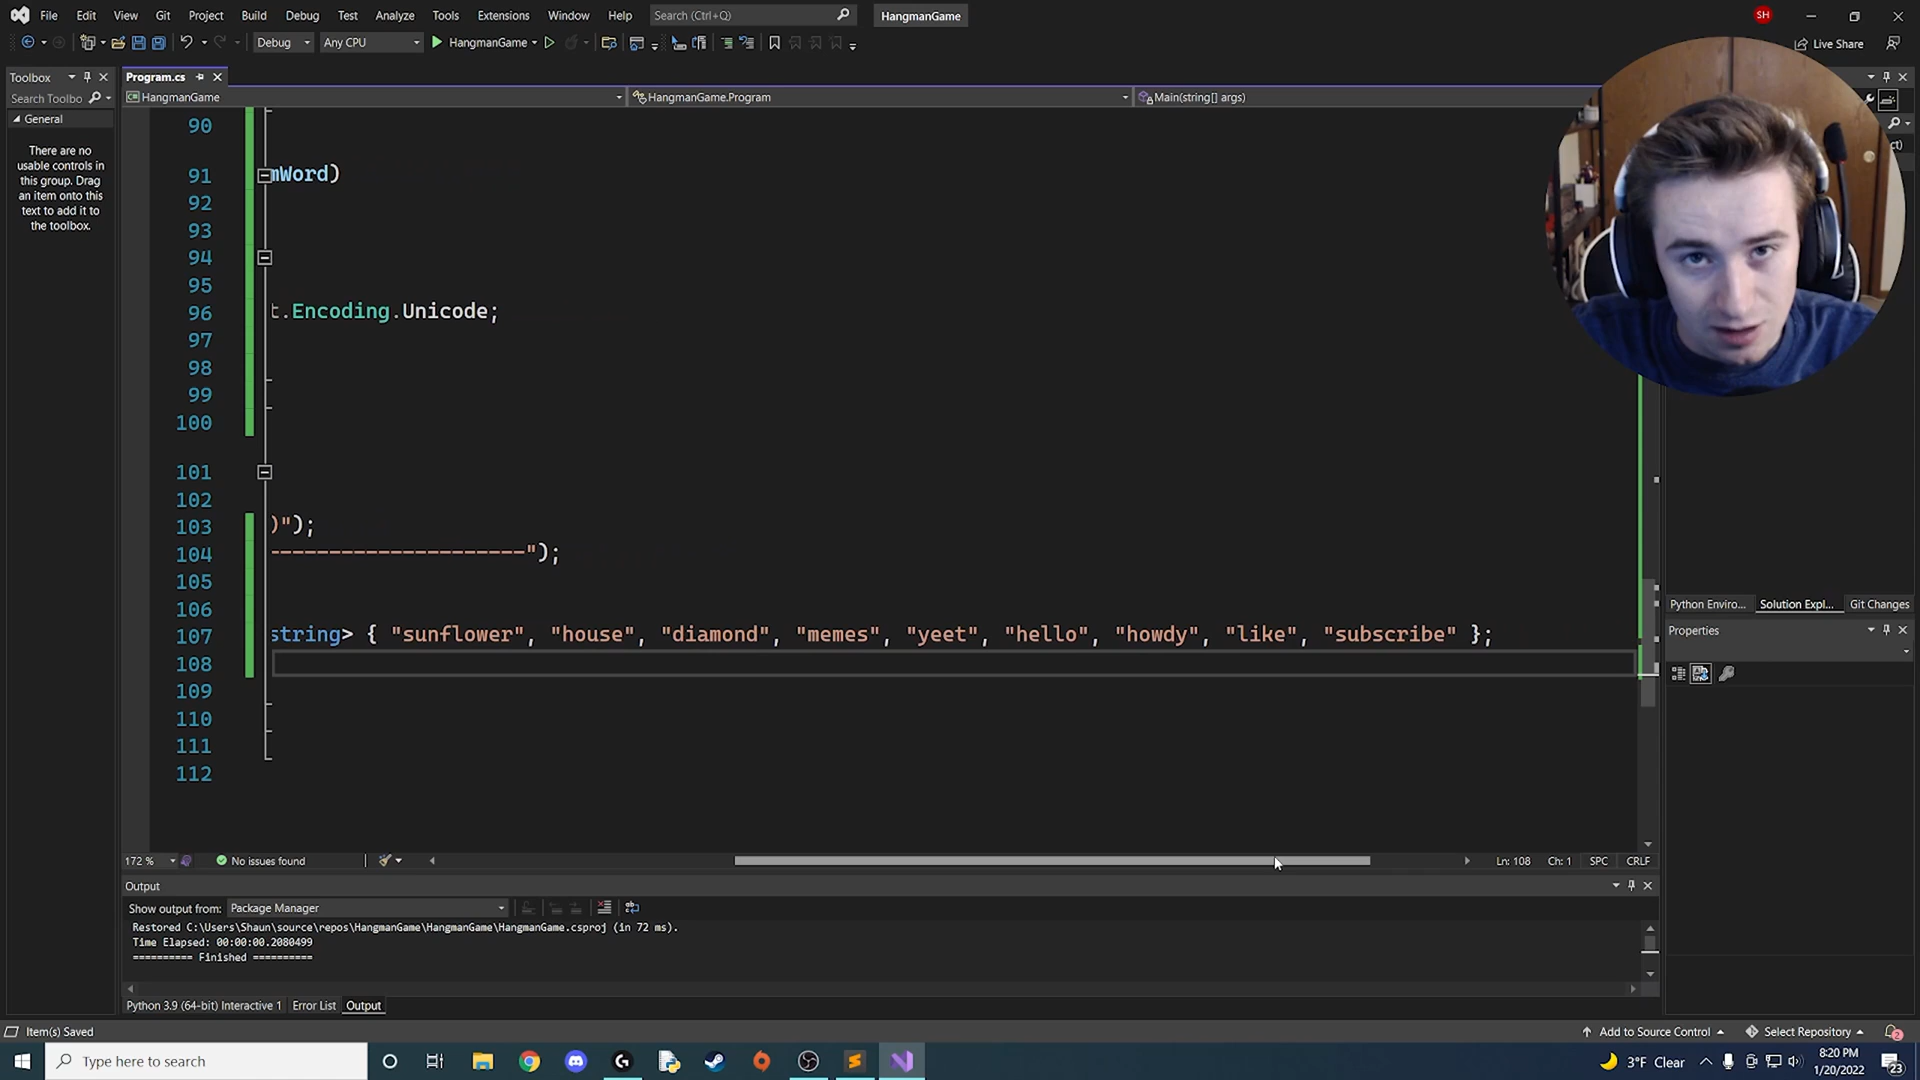 File Edit View Git Project Build Debug Test Analyze Tools Extensions Window Help Search (Ctrl+Q) HangmanGame SH
Debug Any CPU HangmanGame Live Share
Toolbox Program.cs
Search Toolbo HangmanGame HangmanGame.Program Main(string[] args)
General
There are no
usable controls in
this group. Drag
an item onto this
text to add it to
the toolbox.
90
91 mWord)
92
93
94
95
96 t.Encoding.Unicode;
97
98
99
100
101
102
103 )");
104 ---------------------");
105
106
107 string> { "sunflower", "house", "diamond", "memes", "yeet", "hello", "howdy", "like", "subscribe" };
108
109
110
111
112
ct)
Python Enviro... Solution Expl... Git Changes
Properties
172 % No issues found Ln: 108 Ch: 1 SPC CRLF
Output
Show output from: Package Manager
Restored C:\Users\Shaun\source\repos\HangmanGame\HangmanGame\HangmanGame.csproj (in 72 ms).
Time Elapsed: 00:00:00.2080499
========== Finished ==========
Python 3.9 (64-bit) Interactive 1 Error List Output
Item(s) Saved Add to Source Control Select Repository 2
Type here to search 3°F Clear 8:20 PM
1/20/2022 23